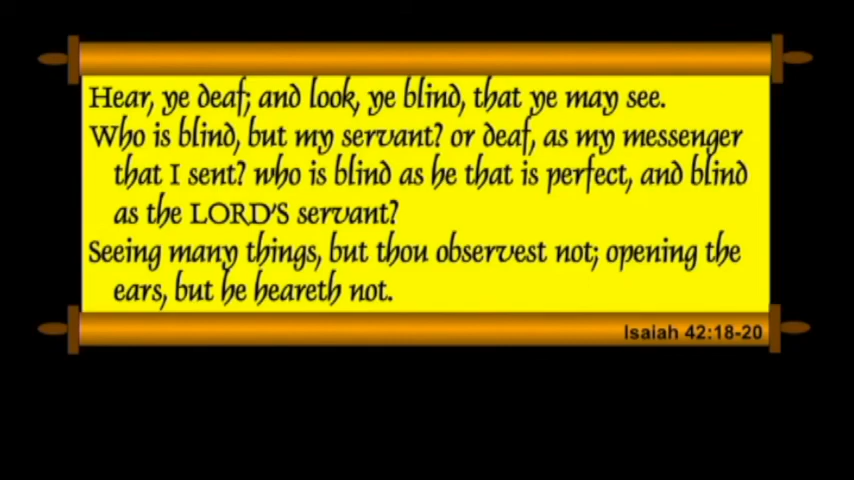 Hear, ye deaf; and look, ye blind, that ye may see.
Who is blind, but my servant? or deaf, as my messenger
that I sent? who is blind as he that is perfect, and blind
as the LORD'S servant?
Seeing many things, but thou observest not; opening the
ears, but he heareth not.
Isaiah 42:18-20